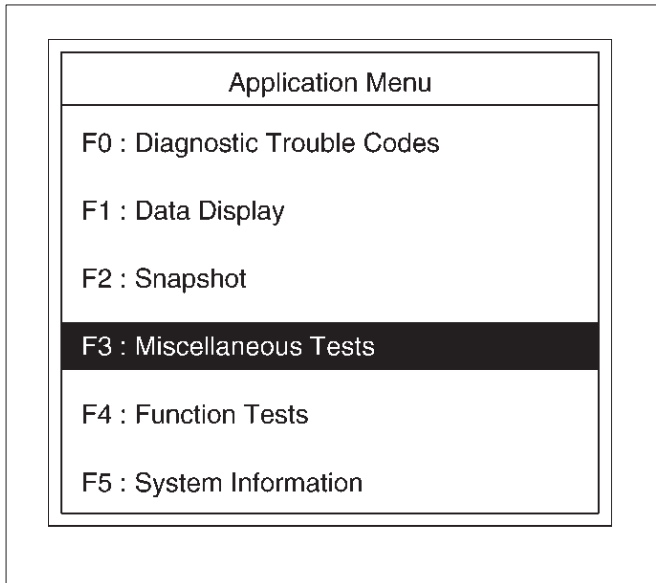 Application Menu
F0 : Diagnostic Trouble Codes
F1 : Data Display
F2 : Snapshot
F3 : Miscellaneous Tests
F4 : Function Tests
F5 : System Information